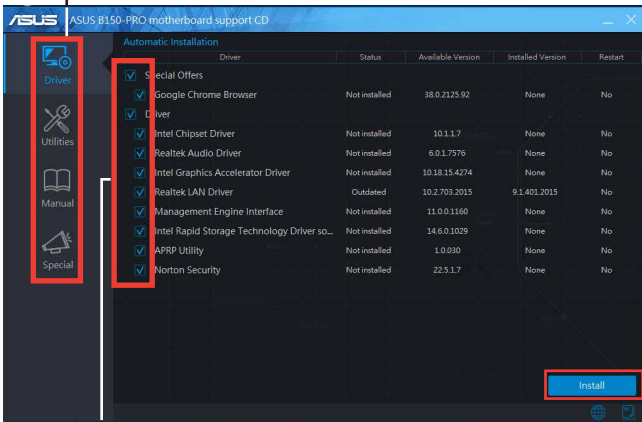 ASUS ASUS B150-PRO motherboard support CD
Automatic Installation
Driver Status Available Version Installed Version Restart
Special Offers
Google Chrome Browser Not installed 38.0.2125.92 None No
Driver
Intel Chipset Driver Not installed 10.1.1.7 None No
Realtek Audio Driver Not installed 6.0.1.7576 None No
Intel Graphics Accelerator Driver Not installed 10.18.15.4274 None No
Realtek LAN Driver Outdated 10.2.703.2015 9.1.401.2015 No
Management Engine Interface Not installed 11.0.0.1160 None No
Intel Rapid Storage Technology Driver so... Not installed 14.6.0.1029 None No
APRP Utility Not installed 1.0.030 None No
Norton Security Not installed 22.5.1.7 None No
Driver
Utilities
Manual
Special
Install